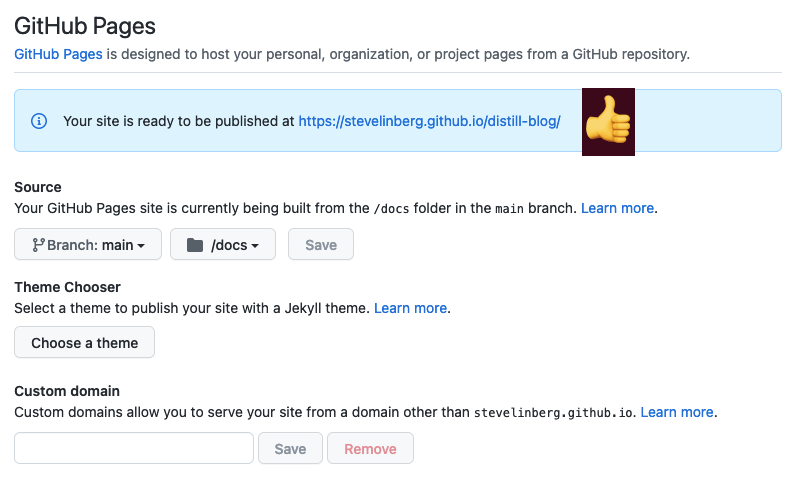 GitHub Pages
GitHub Pages is designed to host your personal, organization, or project pages from a GitHub repository.
Your site is ready to be published at https://stevelinberg.github.io/distill-blog/
Source
Your GitHub Pages site is currently being built from the /docs folder in the main branch. Learn more.
Branch: main /docs Save
Theme Chooser
Select a theme to publish your site with a Jekyll theme. Learn more.
Choose a theme
Custom domain
Custom domains allow you to serve your site from a domain other than stevelinberg.github.io. Learn more.
Save Remove